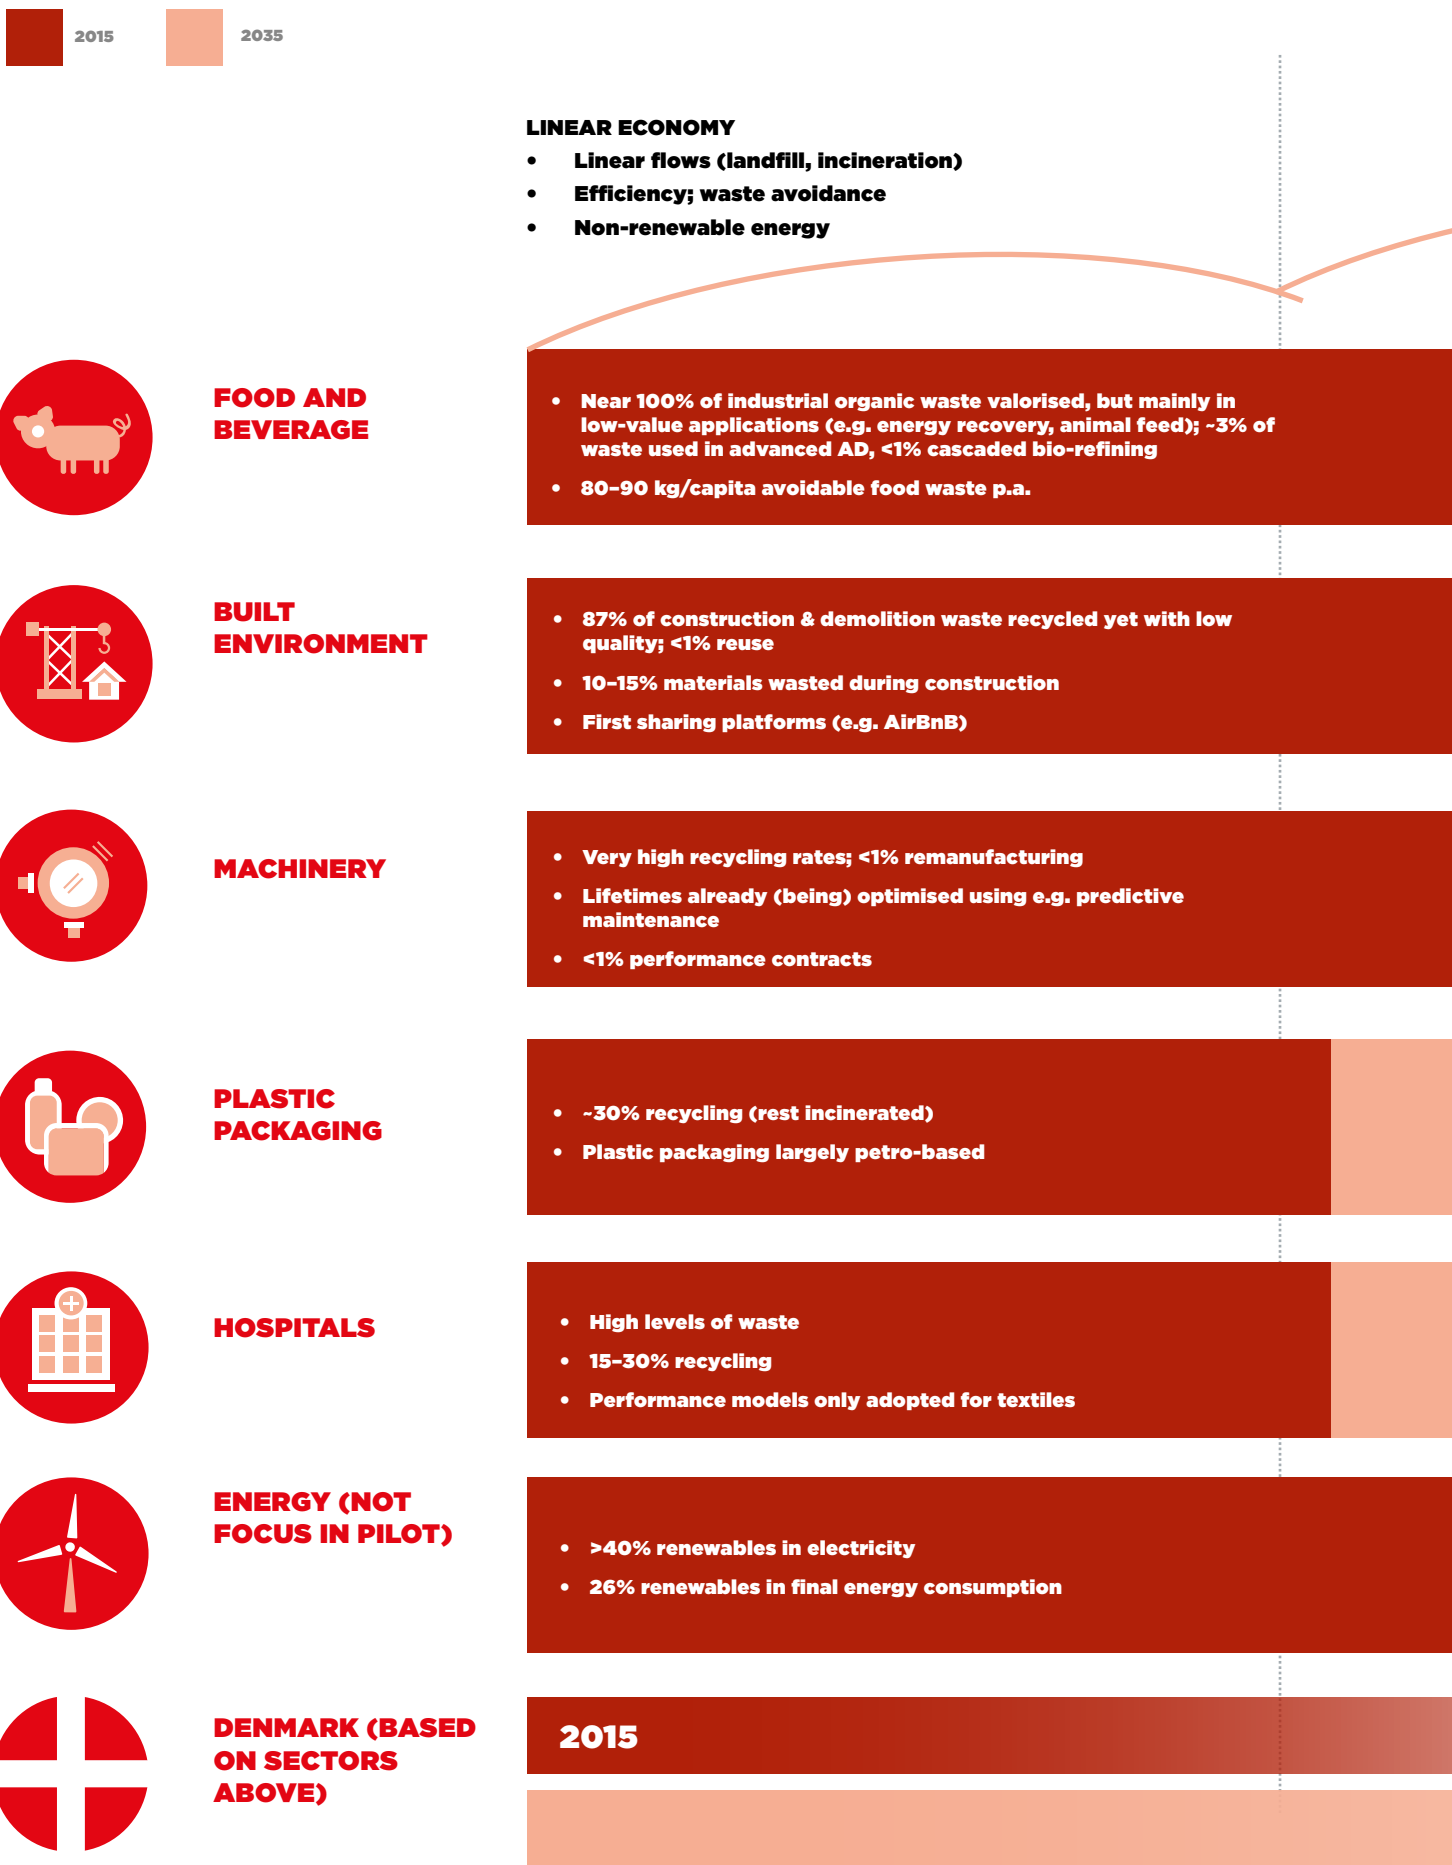 2015
2035
LINEAR ECONOMY
• Linear flows (landfill, incineration)
• Efficiency; waste avoidance
• Non-renewable energy
FOOD AND
BEVERAGE
• Near 100% of industrial organic waste valorised, but mainly in
low-value applications (e.g. energy recovery, animal feed); ~3% of
waste used in advanced AD, <1% cascaded bio-refining
• 80–90 kg/capita avoidable food waste p.a.
BUILT
ENVIRONMENT
• 87% of construction & demolition waste recycled yet with low
quality; <1% reuse
• 10–15% materials wasted during construction
• First sharing platforms (e.g. AirBnB)
MACHINERY
• Very high recycling rates; <1% remanufacturing
• Lifetimes already (being) optimised using e.g. predictive
maintenance
• <1% performance contracts
PLASTIC
PACKAGING
• ~30% recycling (rest incinerated)
• Plastic packaging largely petro-based
HOSPITALS
• High levels of waste
• 15–30% recycling
• Performance models only adopted for textiles
ENERGY (NOT
FOCUS IN PILOT)
• >40% renewables in electricity
• 26% renewables in final energy consumption
DENMARK (BASED
ON SECTORS
ABOVE)
2015